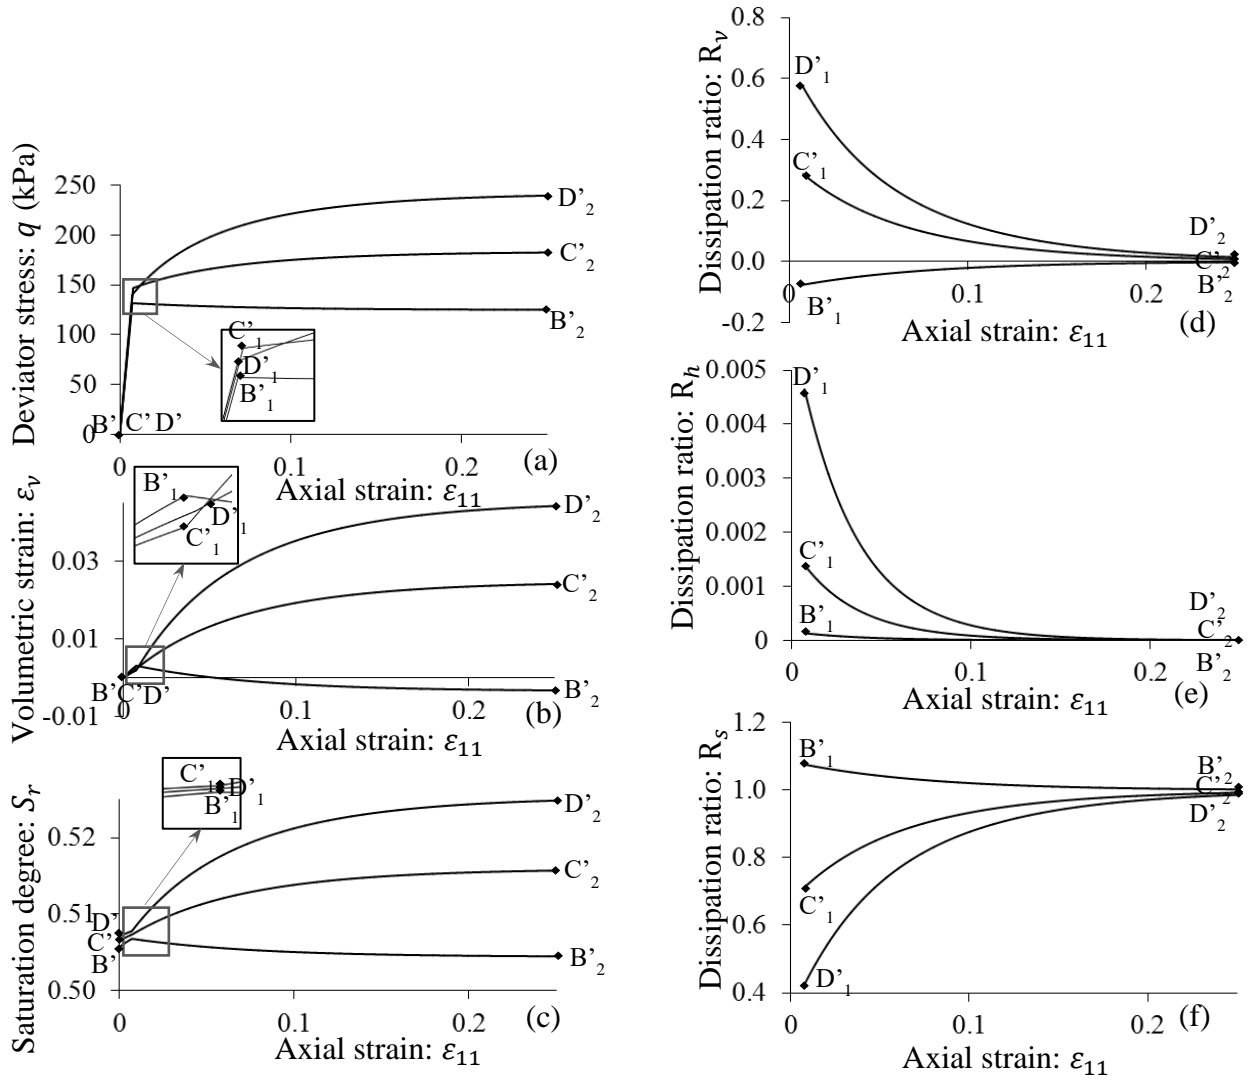 Deviator stress: q (kPa)
250
200
150
100
50
0
D'2
C'2
B'2
C'1
D'1
B'1
B' C' D'
0
0.1
0.2
(a)
Axial strain: ε11
Volumetric strain: εv
0.03
0.01
-0.01
B'1
D'1
C'1
D'2
C'2
B'2
B'C'D'
0
0.1
0.2
(b)
Axial strain: ε11
Saturation degree: Sr
0.52
0.51
0.50
C'1
D'1
B'1
D'
C'
B'
D'2
C'2
B'2
0
0.1
0.2
(c)
Axial strain: ε11
Dissipation ratio: Rv
0.8
0.6
0.4
0.2
0.0
-0.2
D'1
C'1
B'1
D'2
C'2
B'2
0
0.1
0.2
(d)
Axial strain: ε11
Dissipation ratio: Rh
0.005
0.004
0.003
0.002
0.001
0
D'1
C'1
B'1
D'2
C'2
B'2
0
0.1
0.2
(e)
Axial strain: ε11
Dissipation ratio: Rs
1.2
1.0
0.8
0.6
0.4
B'1
C'1
D'1
B'2
C'2
D'2
0
0.1
0.2
(f)
Axial strain: ε11